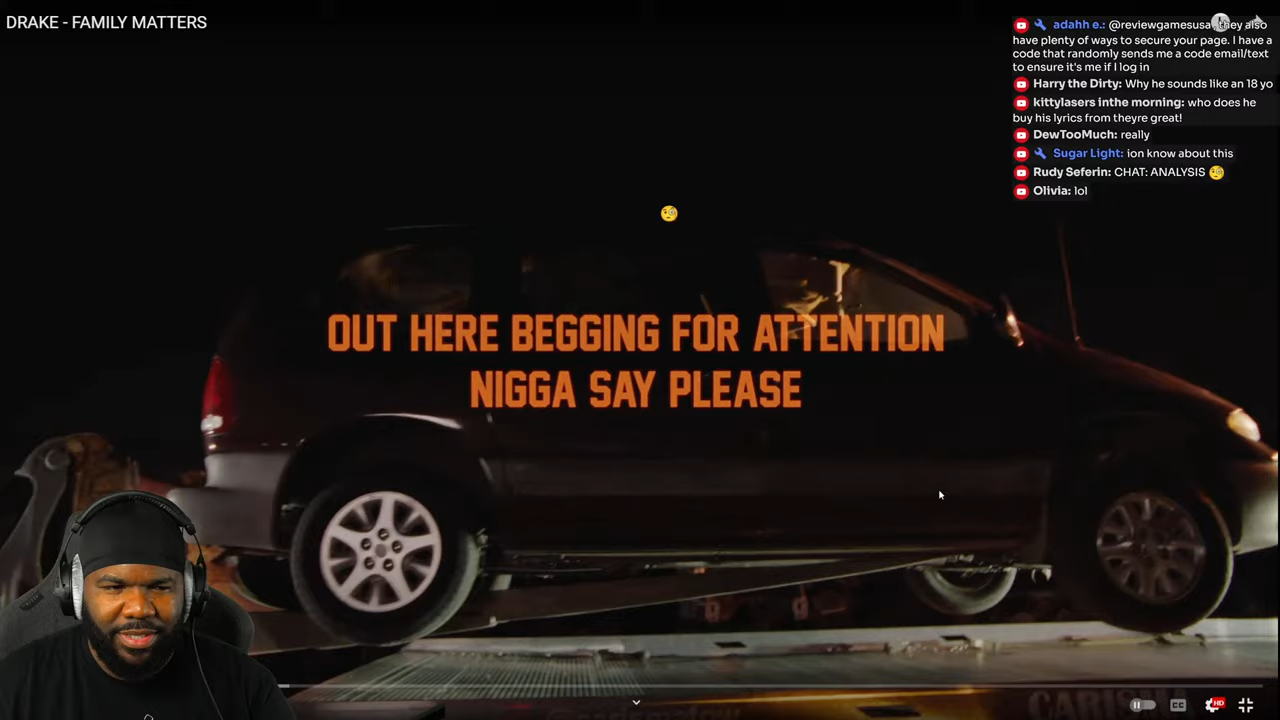 DRAKE - FAMILY MATTERS
adahh e.: @reviewgamesusa they also
have plenty of ways to secure your page. I have a
code that randomly sends me a code email/text
to ensure it's me if I log in
Harry the Dirty: Why he sounds like an 18 yo
kittylasers inthe morning: who does he
buy his lyrics from theyre great!
DewTooMuch: really
Sugar Light: ion know about this
Rudy Seferin: CHAT: ANALYSIS 🧐
Olivia: lol
OUT HERE BEGGING FOR ATTENTION
NIGGA SAY PLEASE
CC
HD